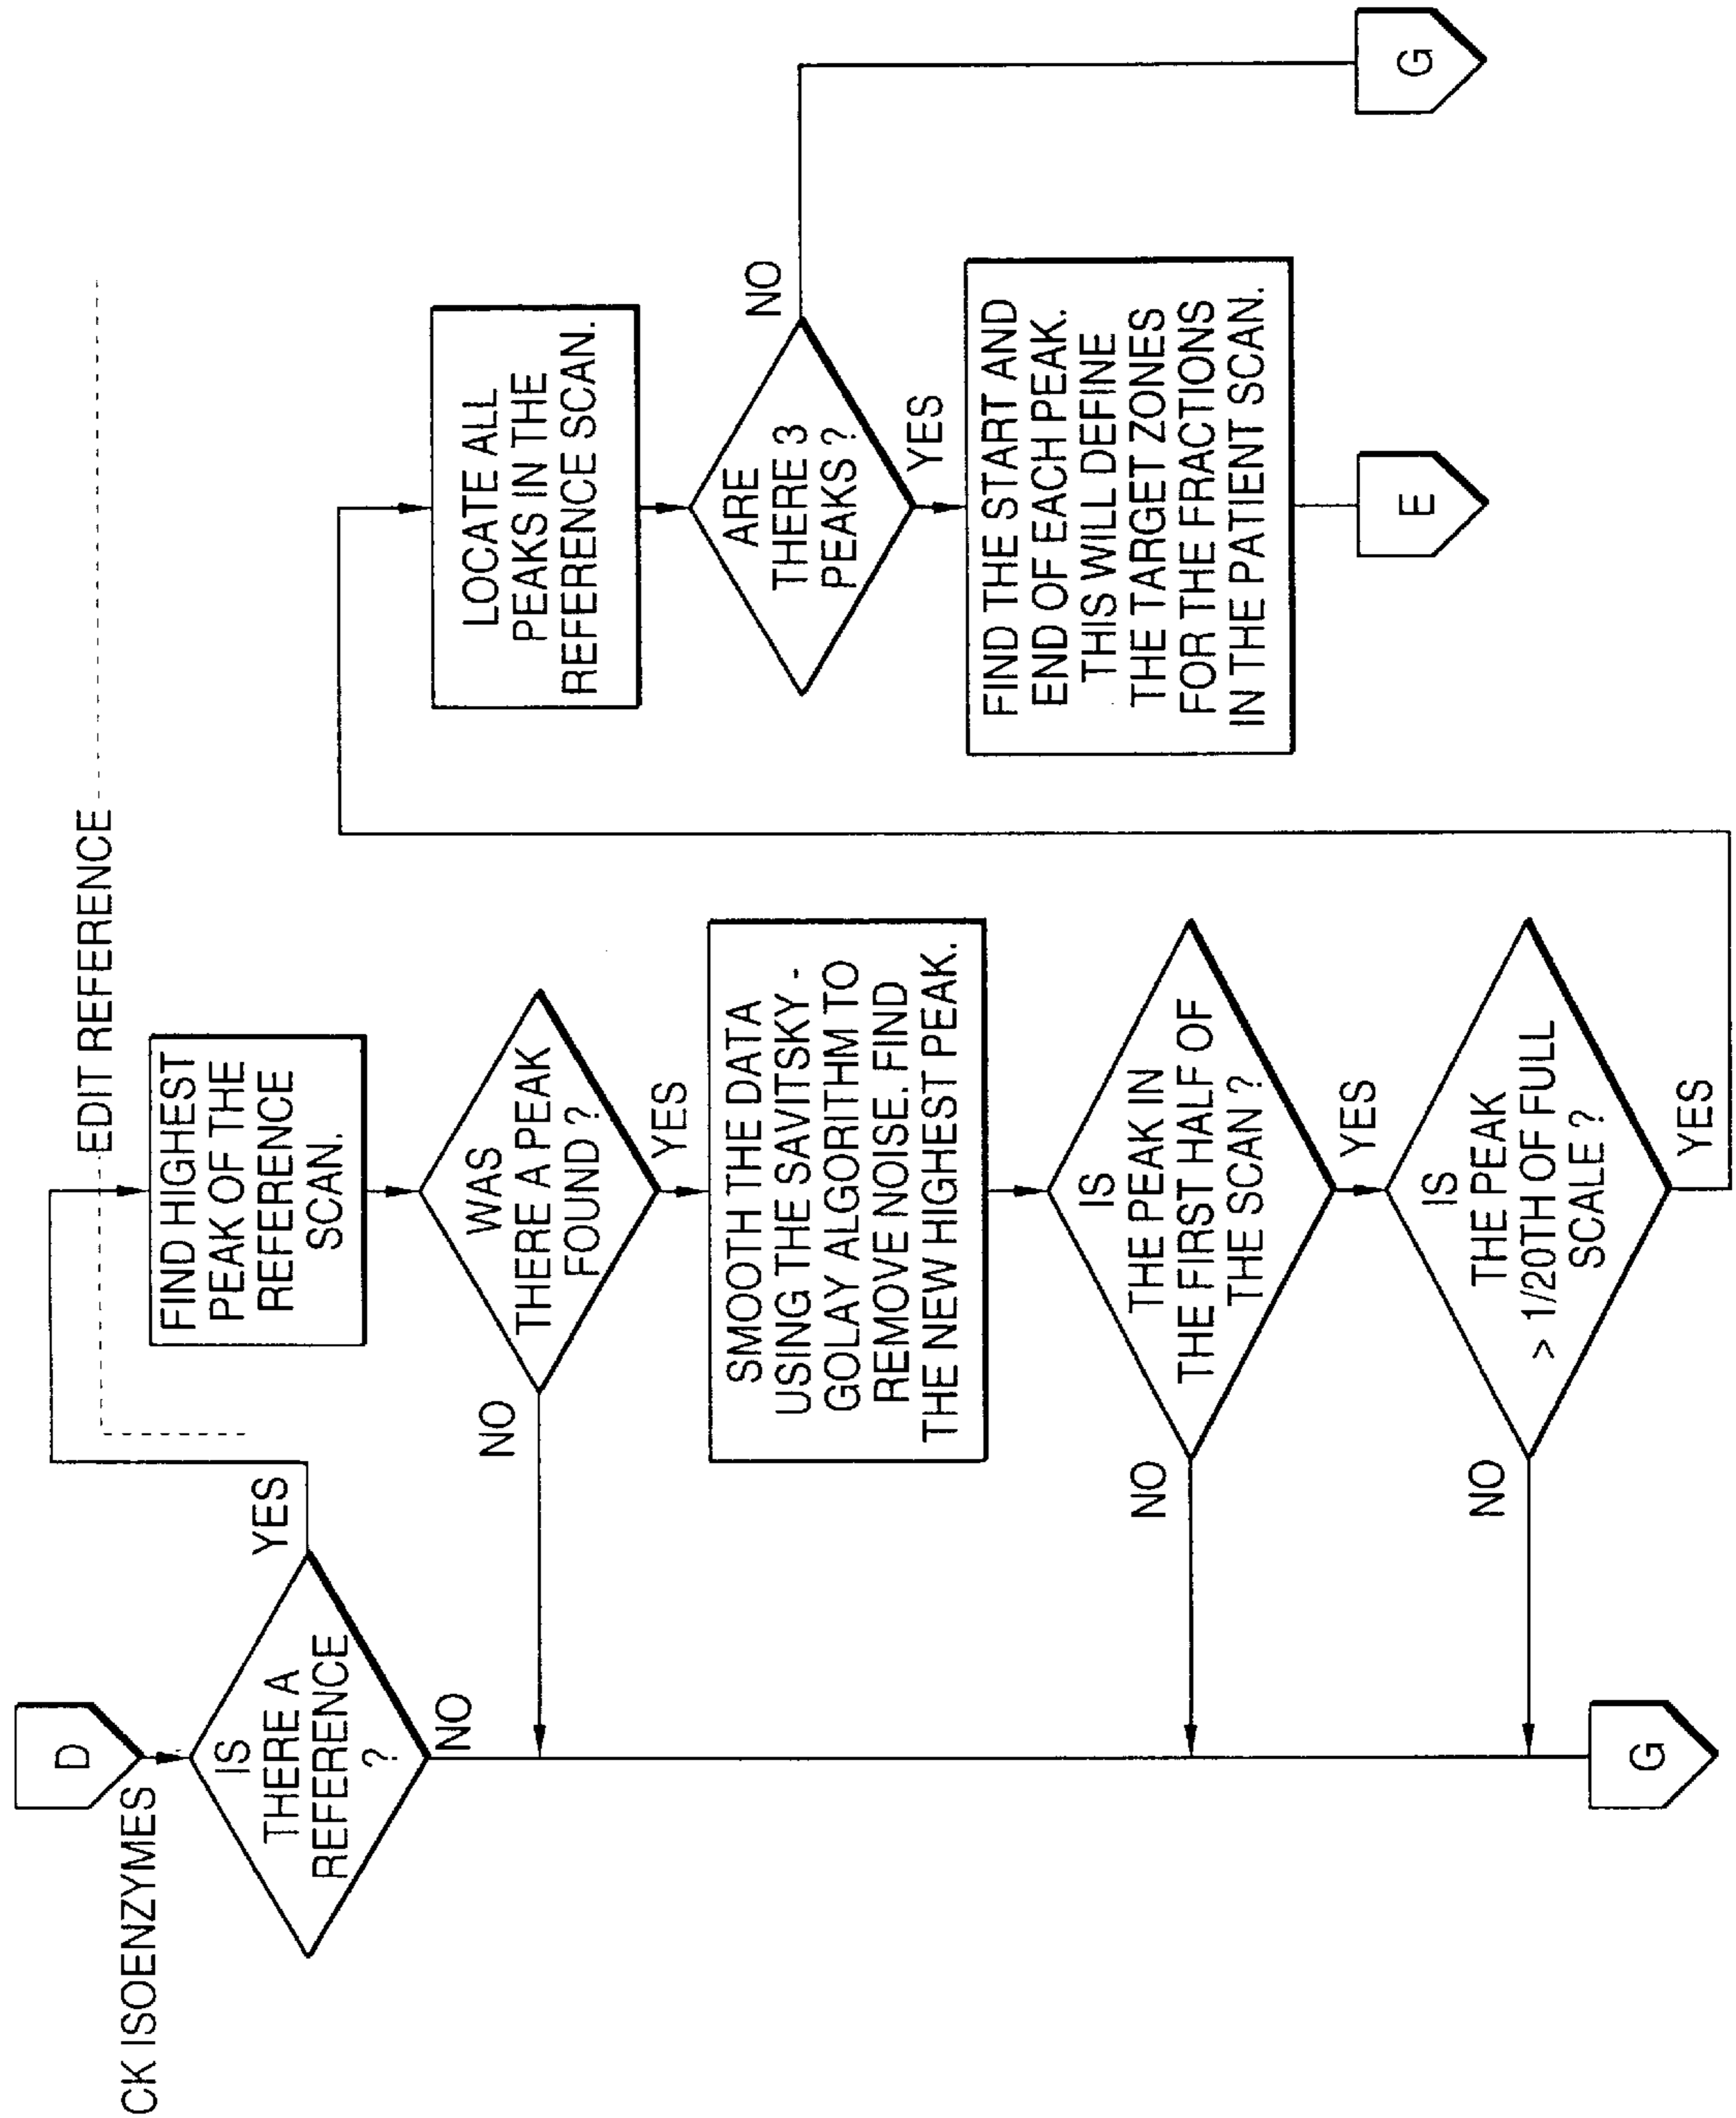 D
CK ISOENZYMES
IS
THERE A
REFERENCE
?
YES
NO
EDIT REFERENCE
FIND HIGHEST
PEAK OF THE
REFERENCE
SCAN.
WAS
THERE A PEAK
FOUND ?
NO
YES
SMOOTH THE DATA
USING THE SAVITSKY -
GOLAY ALGORITHM TO
REMOVE NOISE. FIND
THE NEW HIGHEST PEAK.
IS
THE PEAK IN
THE FIRST HALF OF
THE SCAN ?
NO
YES
IS
THE PEAK
> 1/20TH OF FULL
SCALE ?
NO
YES
G
LOCATE ALL
PEAKS IN THE
REFERENCE SCAN.
ARE
THERE 3
PEAKS ?
NO
YES
FIND THE START AND
END OF EACH PEAK.
THIS WILL DEFINE
THE TARGET ZONES
FOR THE FRACTIONS
IN THE PATIENT SCAN.
E
G